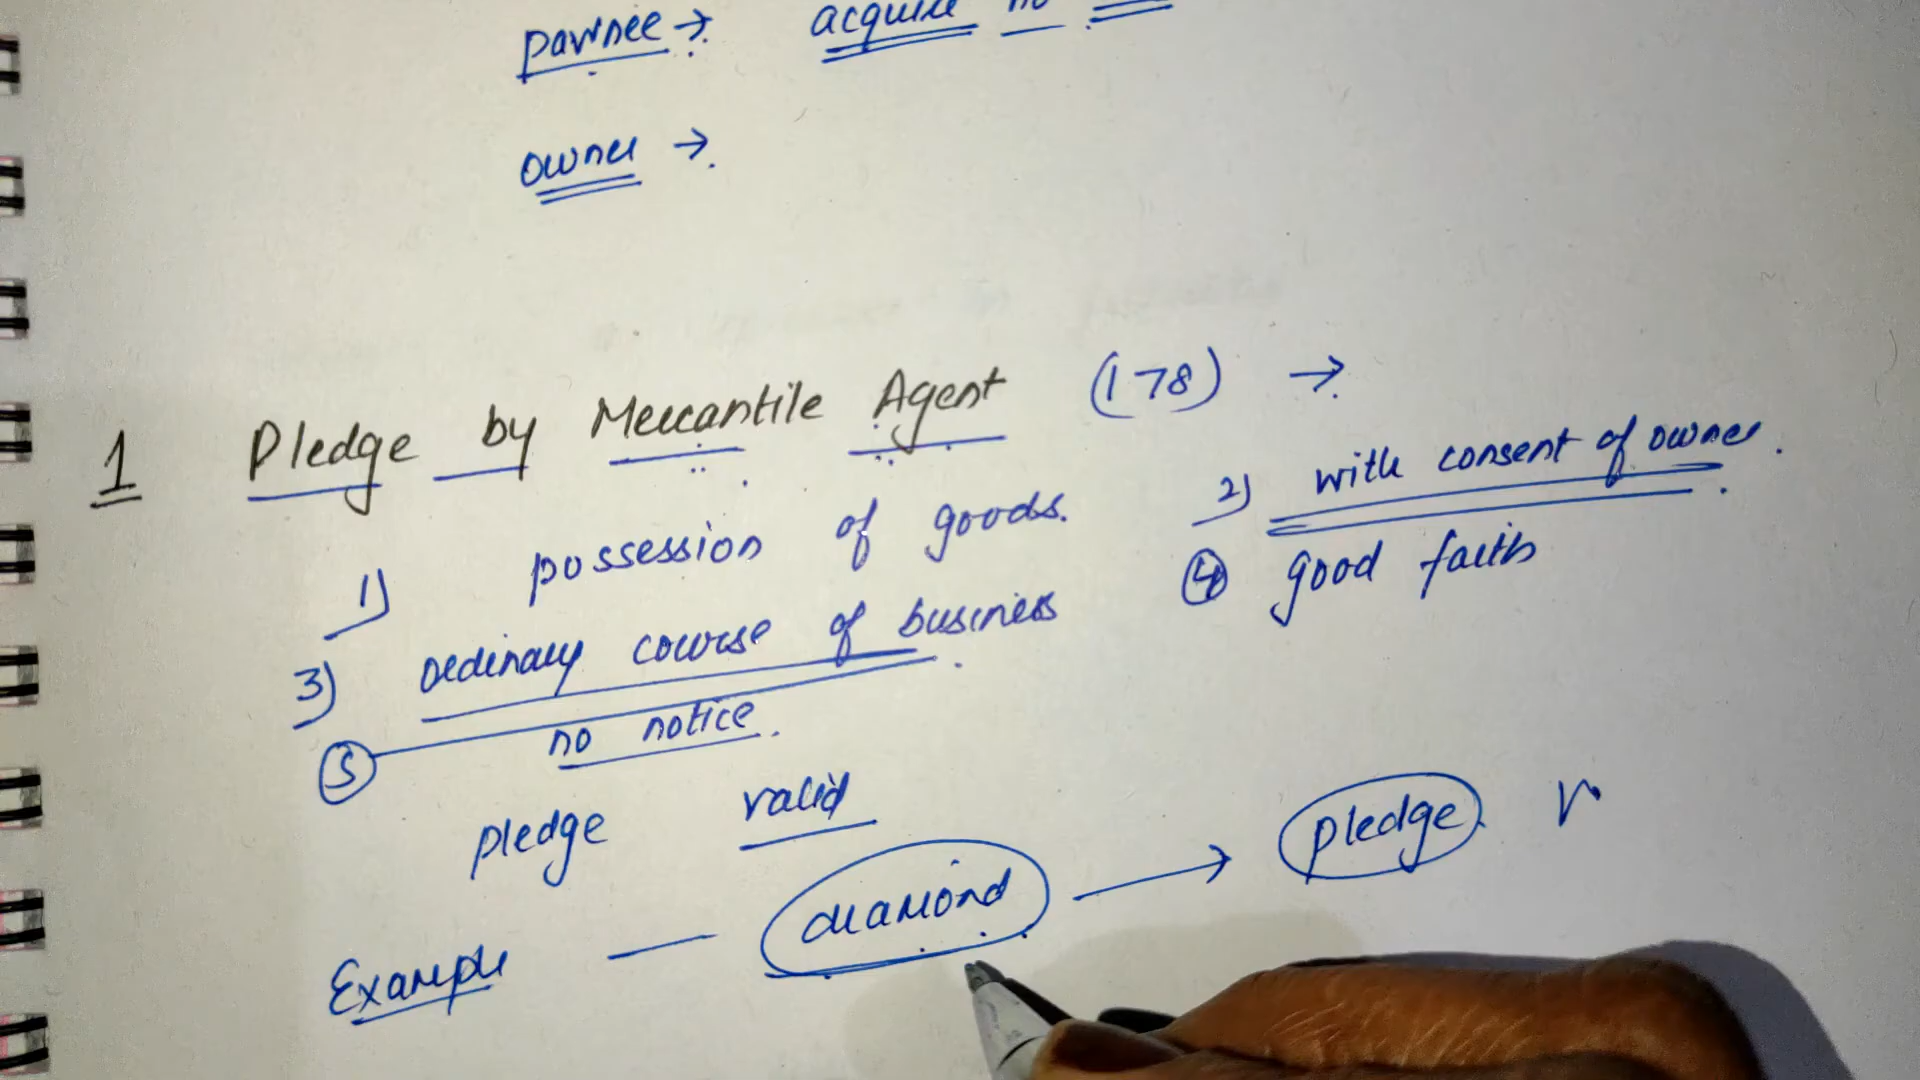 pawnee → acquire no
owner →
1 Pledge by Mercantile Agent (178) →
1) possession of goods. 2) with consent of owner.
3) ordinary course of business 4 good faith
5 no notice.
pledge valid
Example — diamond → pledge